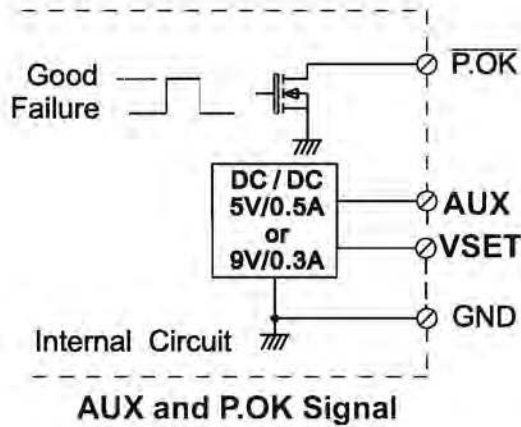 Good
Failure
P.OK
DC / DC
5V/0.5A
or
9V/0.3A
AUX
VSET
GND
Internal Circuit
AUX and P.OK Signal